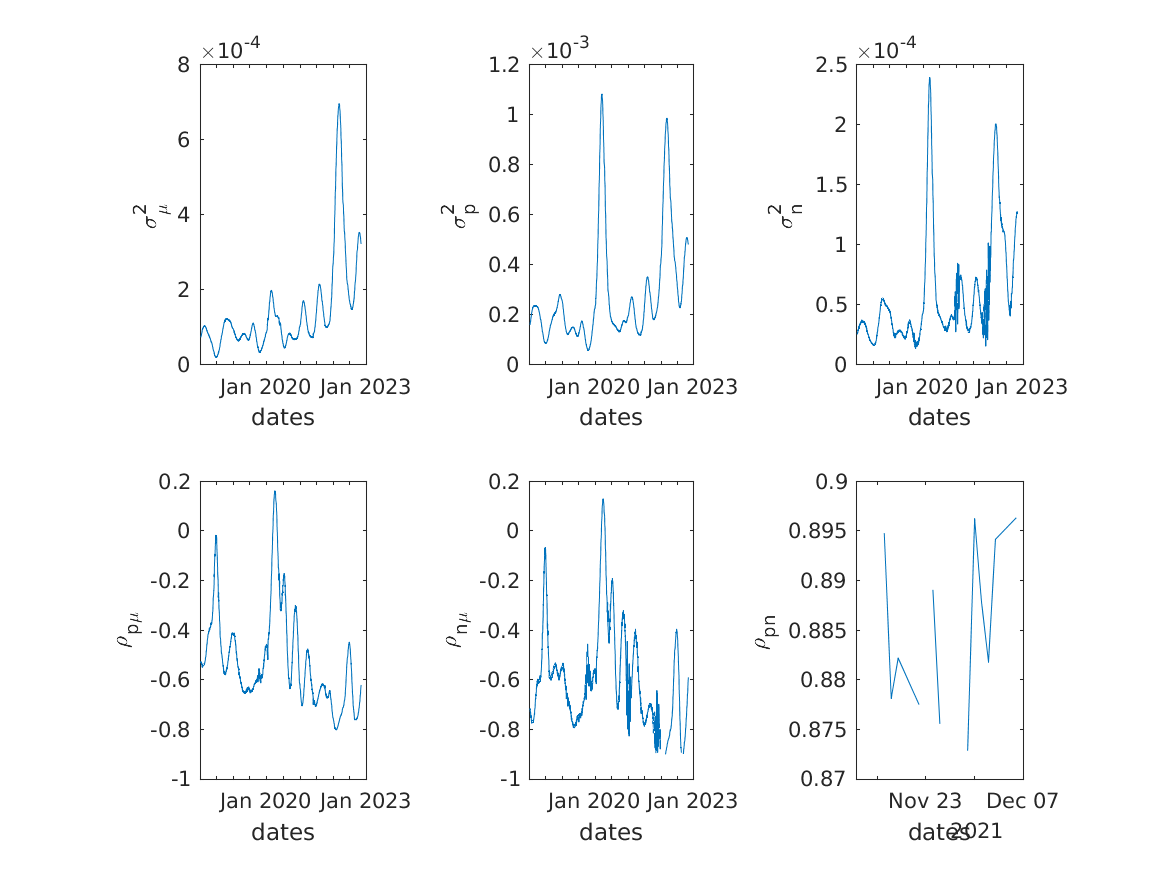 ×10-4
8
6
4
2
0
σ2μ
Jan 2020 Jan 2023
dates
×10-3
1.2
1
0.8
0.6
0.4
0.2
0
σ2p
Jan 2020 Jan 2023
dates
×10-4
2.5
2
1.5
1
0.5
0
σ2n
Jan 2020 Jan 2023
dates
0.2
0
-0.2
-0.4
-0.6
-0.8
-1
ρpμ
Jan 2020 Jan 2023
dates
0.2
0
-0.2
-0.4
-0.6
-0.8
-1
ρnμ
Jan 2020 Jan 2023
dates
0.9
0.895
0.89
0.885
0.88
0.875
0.87
ρpn
Nov 23 Dec 07
dates 2021